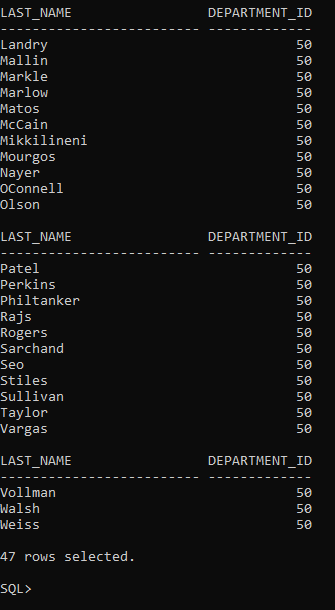 LAST_NAME                 DEPARTMENT_ID
------------------------- -------------
Landry                               50
Mallin                               50
Markle                               50
Marlow                               50
Matos                                50
McCain                               50
Mikkilineni                          50
Mourgos                              50
Nayer                                50
OConnell                             50
Olson                                50

LAST_NAME                 DEPARTMENT_ID
------------------------- -------------
Patel                                50
Perkins                              50
Philtanker                           50
Rajs                                 50
Rogers                               50
Sarchand                             50
Seo                                  50
Stiles                               50
Sullivan                             50
Taylor                               50
Vargas                               50

LAST_NAME                 DEPARTMENT_ID
------------------------- -------------
Vollman                              50
Walsh                                50
Weiss                                50

47 rows selected.

SQL>